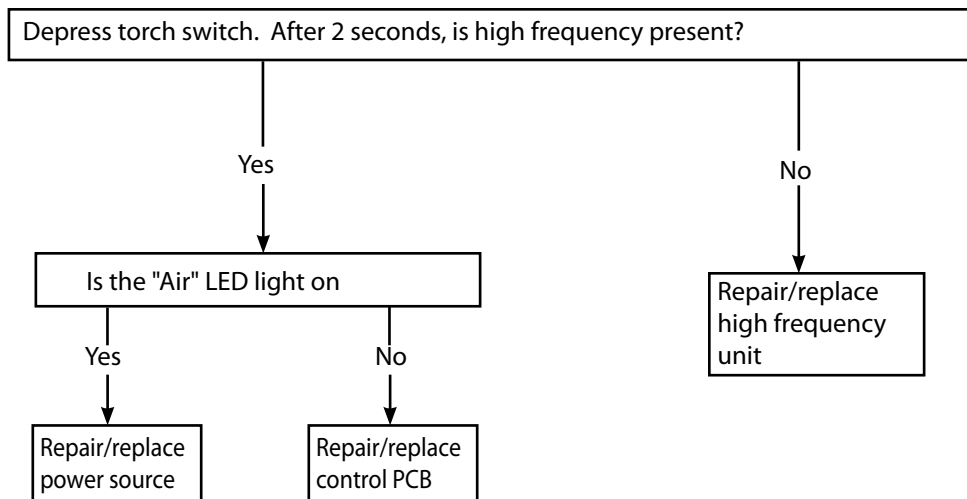 Depress torch switch. After 2 seconds, is high frequency present?
Yes
No
Is the "Air" LED light on
Repair/replace
high frequency
unit
Yes
No
Repair/replace
power source
Repair/replace
control PCB